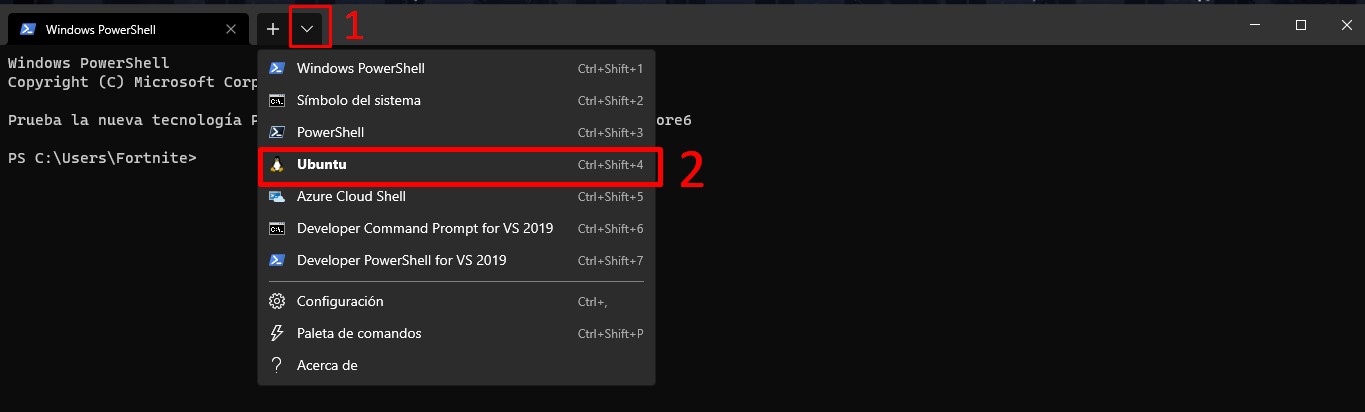 Windows PowerShell
1
Windows PowerShell
Copyright (C) Microsoft Corp
Prueba la nueva tecnología P
ore6
PS C:\Users\Fortnite>
Windows PowerShell Ctrl+Shift+1
Símbolo del sistema Ctrl+Shift+2
PowerShell Ctrl+Shift+3
Ubuntu Ctrl+Shift+4
2
Azure Cloud Shell Ctrl+Shift+5
Developer Command Prompt for VS 2019 Ctrl+Shift+6
Developer PowerShell for VS 2019 Ctrl+Shift+7
Configuración Ctrl+,
Paleta de comandos Ctrl+Shift+P
Acerca de